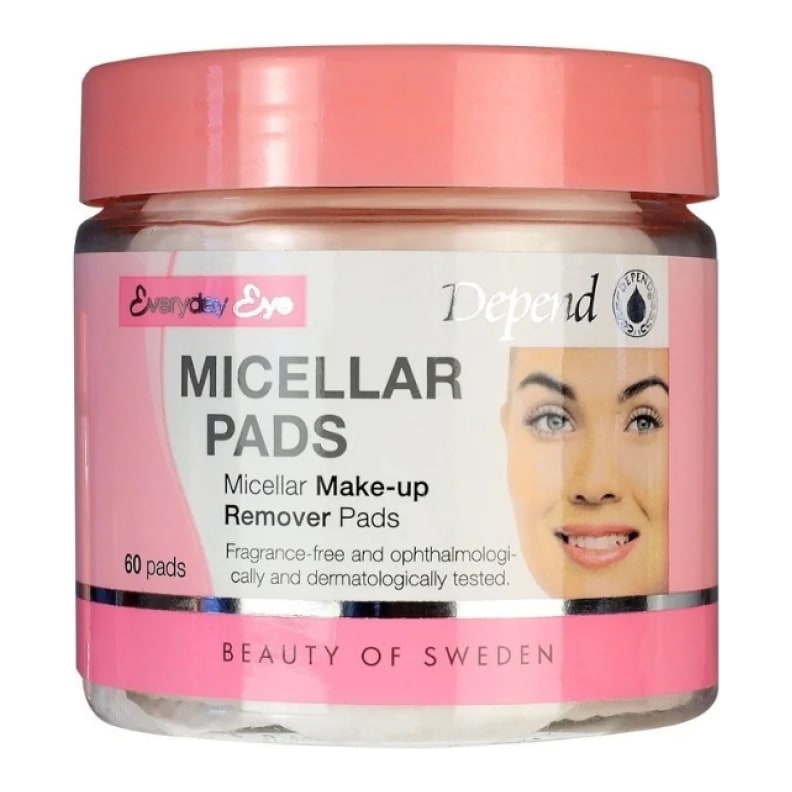 Everyday Eye
Depend
DEPEND
MICELLAR
PADS
Micellar Make-up
Remover Pads
Fragrance-free and ophthalmologi-
cally and dermatologically tested.
60 pads
BEAUTY OF SWEDEN